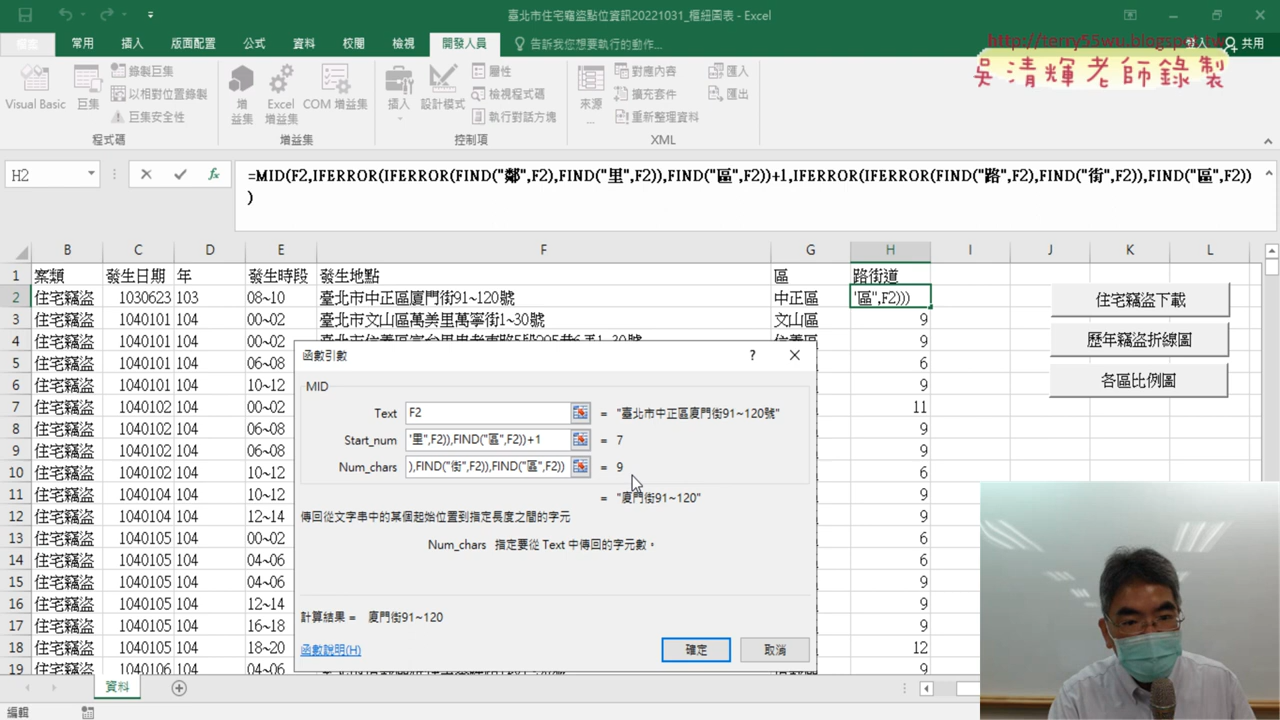 臺北市住宅竊盜點位資訊20221031_樞紐圖表 - Excel
常用 插入 版面配置 公式 資料 校閱 檢視 開發人員 告訴我您想要執行的動作... 登入 共用
http://terry55wu.blogspot.tw
吳清輝老師錄製
Visual Basic 巨集 錄製巨集 以相對位置錄製 巨集安全性 程式碼
增益集 Excel 增益集 COM 增益集 增益集
插入 設計模式 屬性 檢視程式碼 執行對話方塊 控制項
來源 對應內容 擴充套件 重新整理資料 匯入 匯出 XML
H2
=MID(F2,IFERROR(IFERROR(FIND("鄰",F2),FIND("里",F2)),FIND("區",F2))+1,IFERROR(IFERROR(FIND("路",F2),FIND("街",F2)),FIND("區",F2))
)
B C D E F G H I J K L
1 案類 發生日期 年 發生時段 發生地點 區 路街道
2 住宅竊盜 1030623 103 08~10 臺北市中正區廈門街91~120號 中正區 '區",F2)))
3 住宅竊盜 1040101 104 00~02 臺北市文山區萬美里萬寧街1~30號 文山區 9
4 住宅竊盜 1040101 104 00~02 9
5 住宅竊盜 1040101 104 06~08 6
6 住宅竊盜 1040101 104 10~12 9
7 住宅竊盜 1040102 104 00~02 11
8 住宅竊盜 1040102 104 06~08 9
9 住宅竊盜 1040102 104 06~08 9
10 住宅竊盜 1040102 104 10~12 6
11 住宅竊盜 1040104 104 10~12 9
12 住宅竊盜 1040104 104 12~14 9
13 住宅竊盜 1040105 104 00~02 6
14 住宅竊盜 1040105 104 04~06 6
15 住宅竊盜 1040105 104 04~06 9
16 住宅竊盜 1040105 104 12~14 9
17 住宅竊盜 1040105 104 16~18 9
18 住宅竊盜 1040105 104 18~20 12
19 住宅竊盜 1040106 104 04~06 9
住宅竊盜下載
歷年竊盜折線圖
各區比例圖
函數引數 ?
MID
Text F2 = "臺北市中正區廈門街91~120號"
Start_num '里",F2)),FIND("區",F2))+1 = 7
Num_chars ),FIND("街",F2)),FIND("區",F2)) = 9
= "廈門街91~120"
傳回從文字串中的某個起始位置到指定長度之間的字元
Num_chars 指定要從 Text 中傳回的字元數。
計算結果 = 廈門街91~120
函數說明(H) 確定 取消
資料
編輯